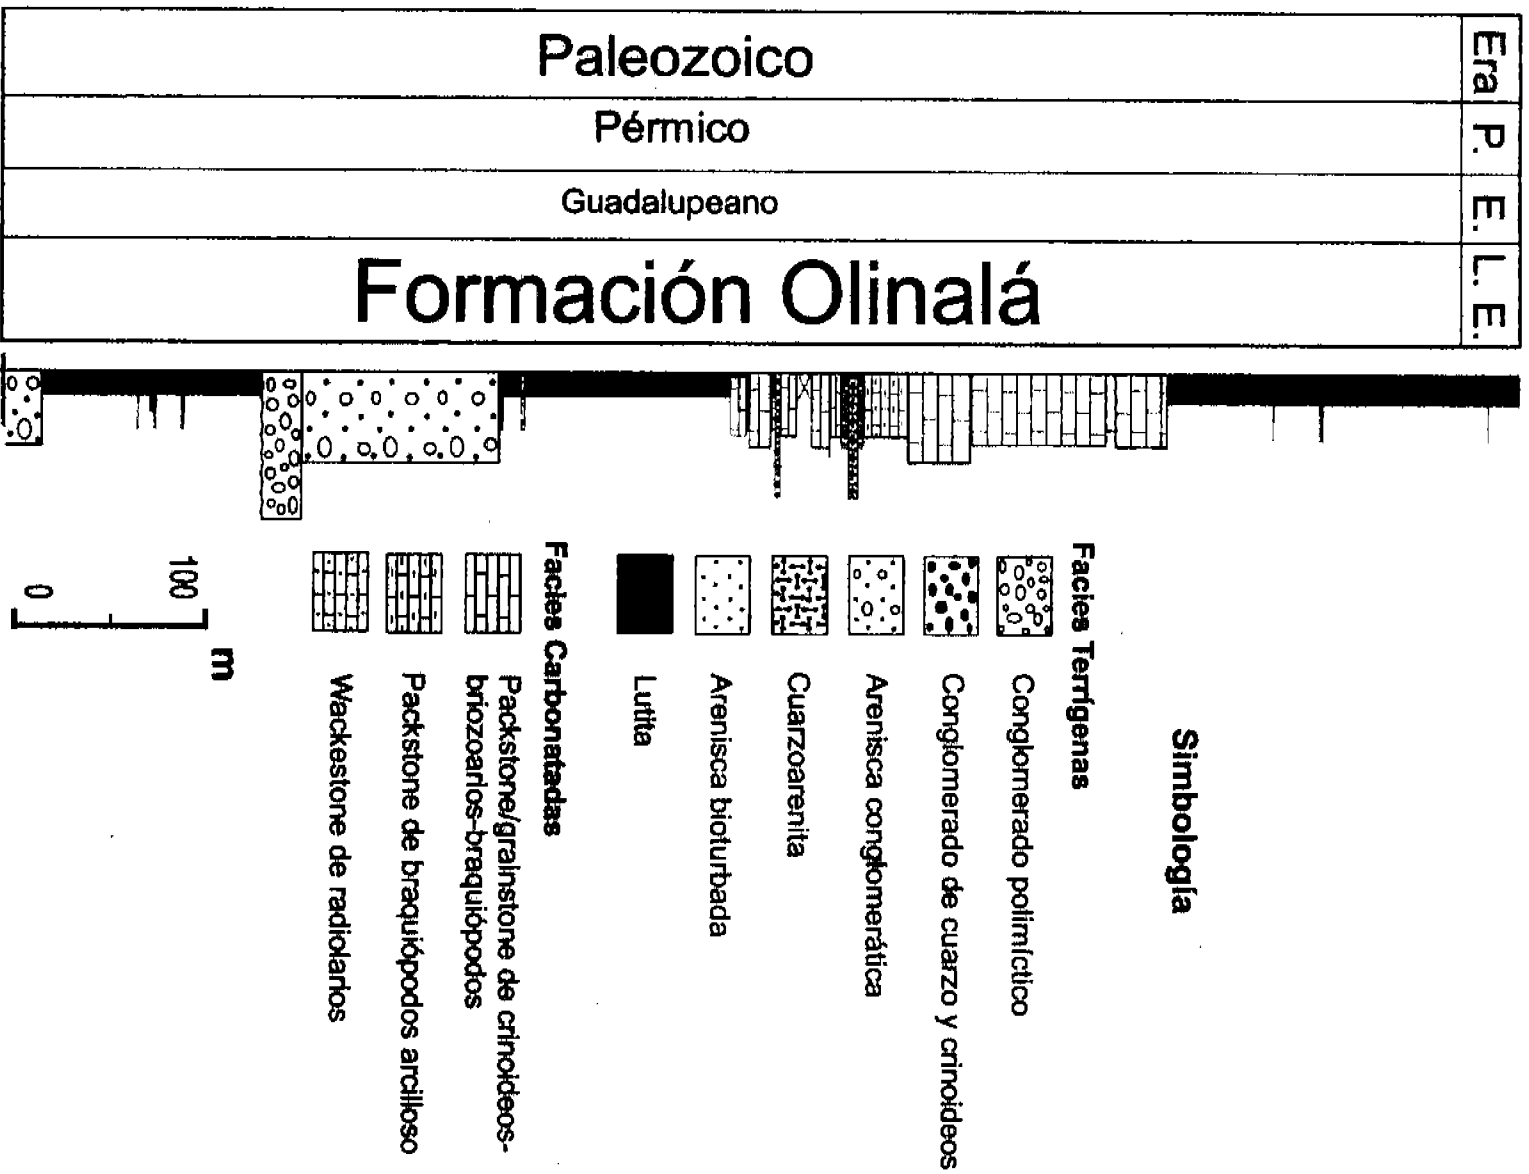 Era
P.
E.
L. E.
Paleozoico
Pérmico
Guadalupeano
Formación Olinalá
Simbología
Facies Terrígenas
Conglomerado polimíctico
Conglomerado de cuarzo y crinoideos
Arenisca conglomerática
Cuarzoarenita
Arenisca bioturbada
Lutita
Facies Carbonatadas
Packstone/grainstone de crinoideos-
briozoarios-braquiópodos
Packstone de braquiópodos arcilloso
Wackestone de radiolarios
100
0
m